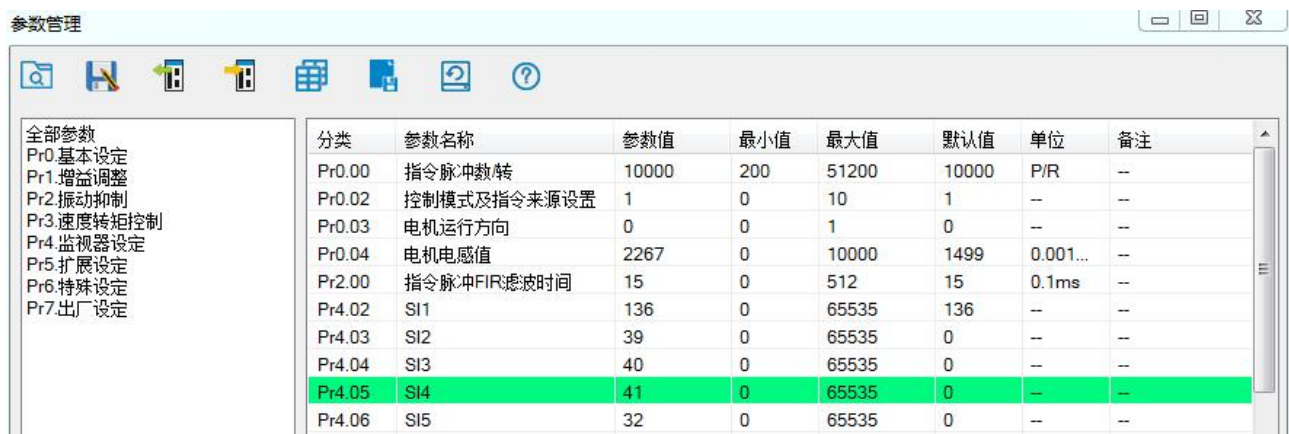 参数管理
全部参数
Pr0.基本设定
Pr1.增益调整
Pr2.振动抑制
Pr3.速度转矩控制
Pr4.监视器设定
Pr5.扩展设定
Pr6.特殊设定
Pr7.出厂设定
分类 参数名称 参数值 最小值 最大值 默认值 单位 备注
Pr0.00 指令脉冲数/转 10000 200 51200 10000 P/R --
Pr0.02 控制模式及指令来源设置 1 0 10 1 -- --
Pr0.03 电机运行方向 0 0 1 0 -- --
Pr0.04 电机电感值 2267 0 10000 1499 0.001... --
Pr2.00 指令脉冲FIR滤波时间 15 0 512 15 0.1ms --
Pr4.02 SI1 136 0 65535 136 -- --
Pr4.03 SI2 39 0 65535 0 -- --
Pr4.04 SI3 40 0 65535 0 -- --
Pr4.05 SI4 41 0 65535 0 -- --
Pr4.06 SI5 32 0 65535 0 -- --